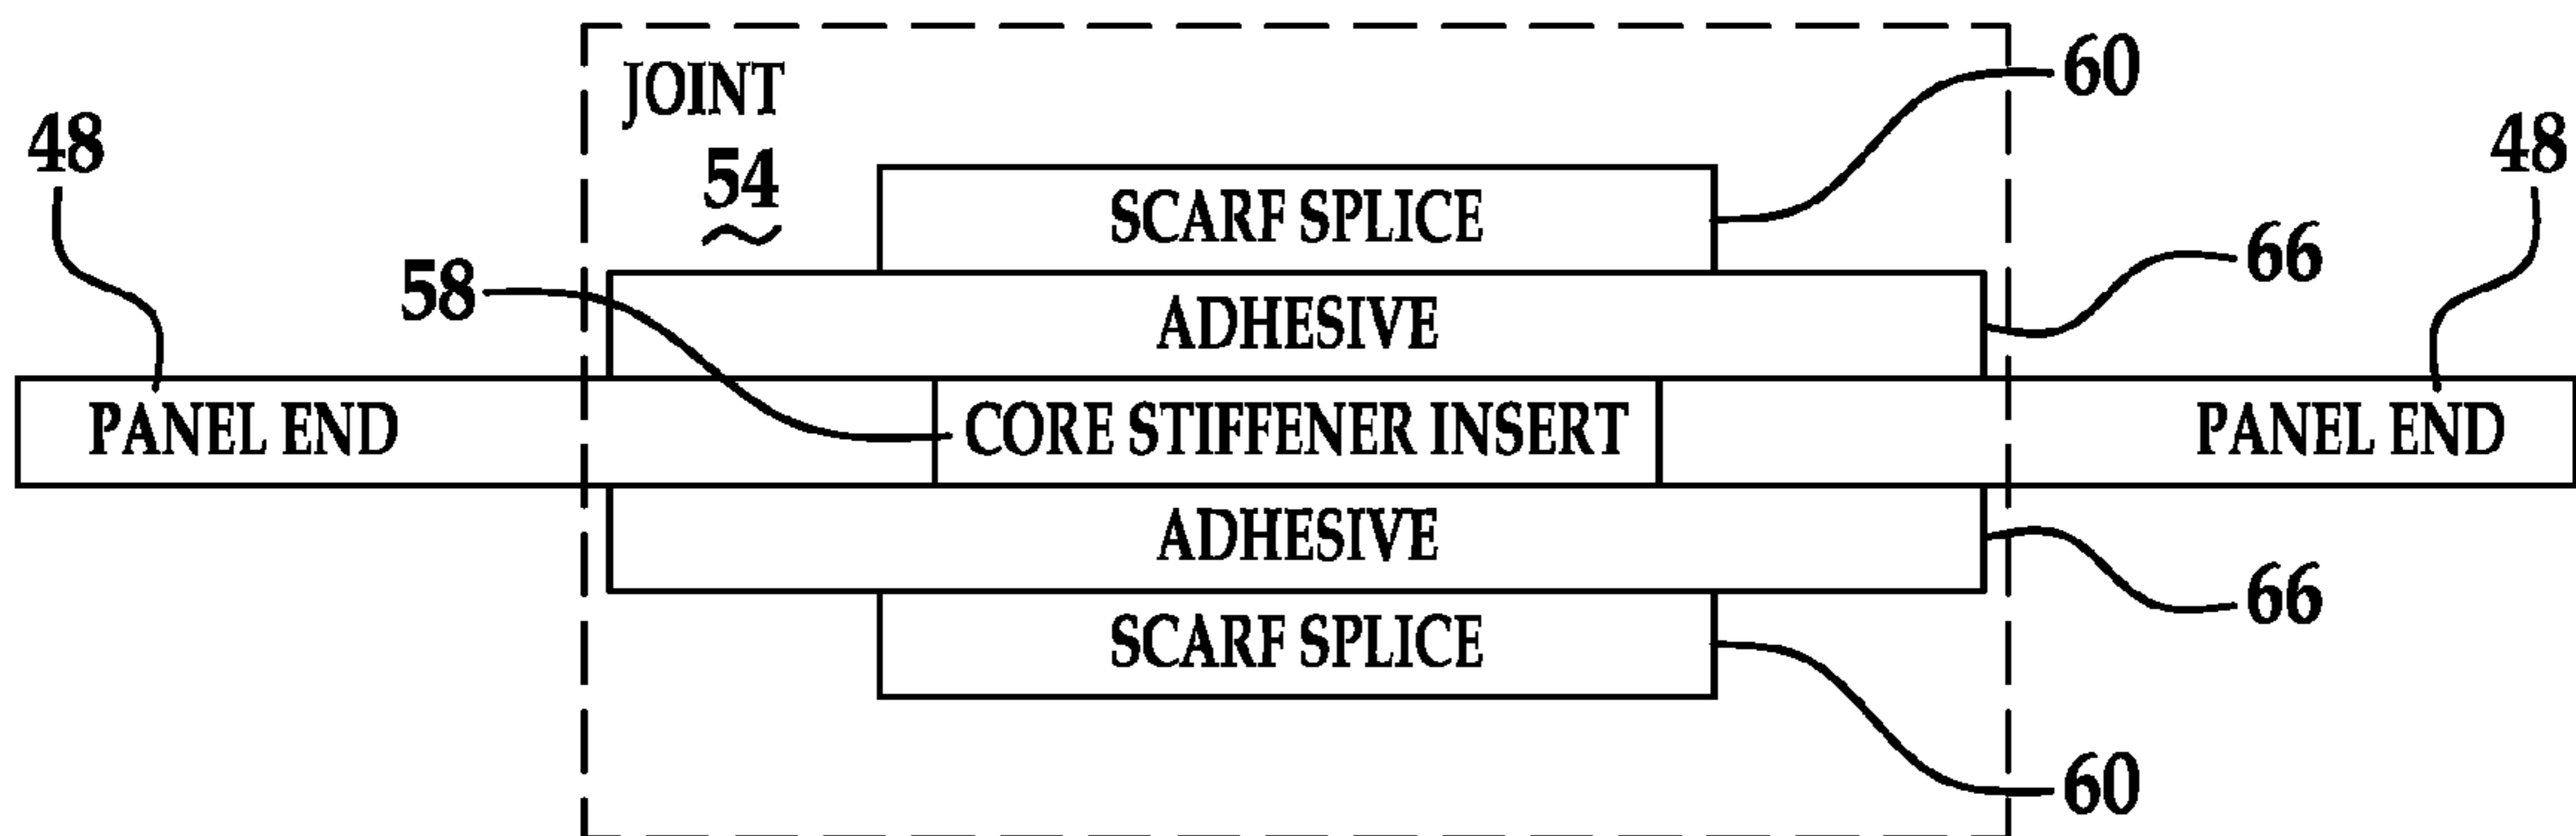 JOINT
60
48
48
54
SCARF SPLICE
66
58
ADHESIVE
PANEL END
CORE STIFFENER INSERT
PANEL END
ADHESIVE
66
SCARF SPLICE
60